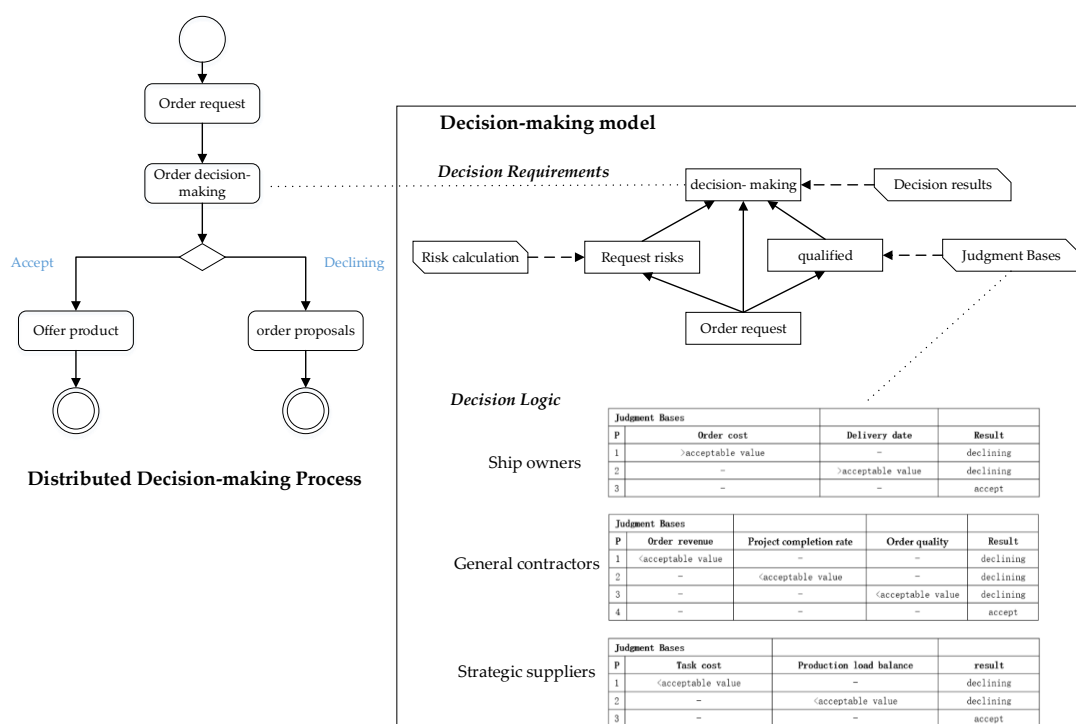 Order request
Order decision-
making
Accept
Declining
Offer product
order proposals
Distributed Decision-making Process
Decision-making model
Decision Requirements
decision- making
Decision results
Risk calculation
Request risks
qualified
Judgment Bases
Order request
Decision Logic
Ship owners
Judgment Bases
P Order cost Delivery date Result
1 >acceptable value - declining
2 - >acceptable value declining
3 - - accept
General contractors
Judgment Bases
P Order revenue Project completion rate Order quality Result
1 <acceptable value - - declining
2 - <acceptable value - declining
3 - - <acceptable value declining
4 - - - accept
Strategic suppliers
Judgment Bases
P Task cost Production load balance result
1 <acceptable value - declining
2 - <acceptable value declining
3 - - accept